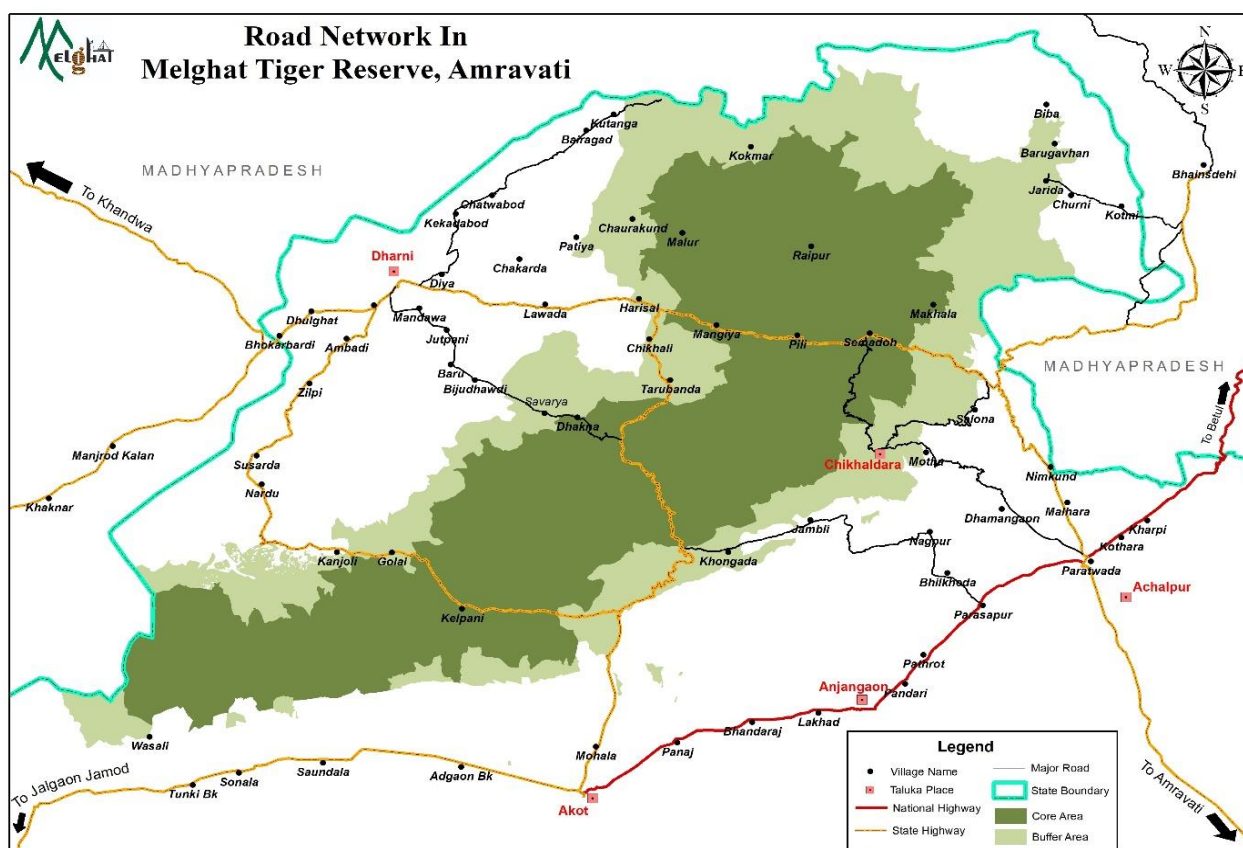 MELGHAT
Road Network In
Melghat Tiger Reserve, Amravati
N
W
E
S
MADHYAPRADESH
To Khandwa
Kutanga
Bairagad
Kokmar
Biba
Barugavhan
Bhainsdehi
Jarida
Churni
Kotmi
Chatwabod
Kekadabod
Chaurakund
Patiya
Malur
Raipur
Dharni
Chakarda
Diya
Mandawa
Lawada
Harisal
Makhala
Dhulghat
Bhokarbardi
Ambadi
Jutpani
Chikhali
Mangiya
Pili
Semadoh
MADHYAPRADESH
Zilpi
Baru
Bijudhawdi
Tarubanda
Savarya
Dhakna
Salona
To Betul
Manjrod Kalan
Susarda
Chikhaldara
Motha
Nimkund
Nardu
Khaknar
Malhara
Dhamangaon
Jambli
Kharpi
Kothara
Nagpur
Kanjoli
Golai
Khongada
Paratwada
Bhilkheda
Achalpur
Kelpani
Parasapur
Pathrot
Pandari
Anjangaon
Lakhad
Bhandaraj
Wasali
Panaj
Mohala
To Jalgaon Jamod
Tunki Bk
Sonala
Saundala
Adgaon Bk
Akot
To Amravati
Legend
Village Name
Taluka Place
National Highway
State Highway
Major Road
State Boundary
Core Area
Buffer Area